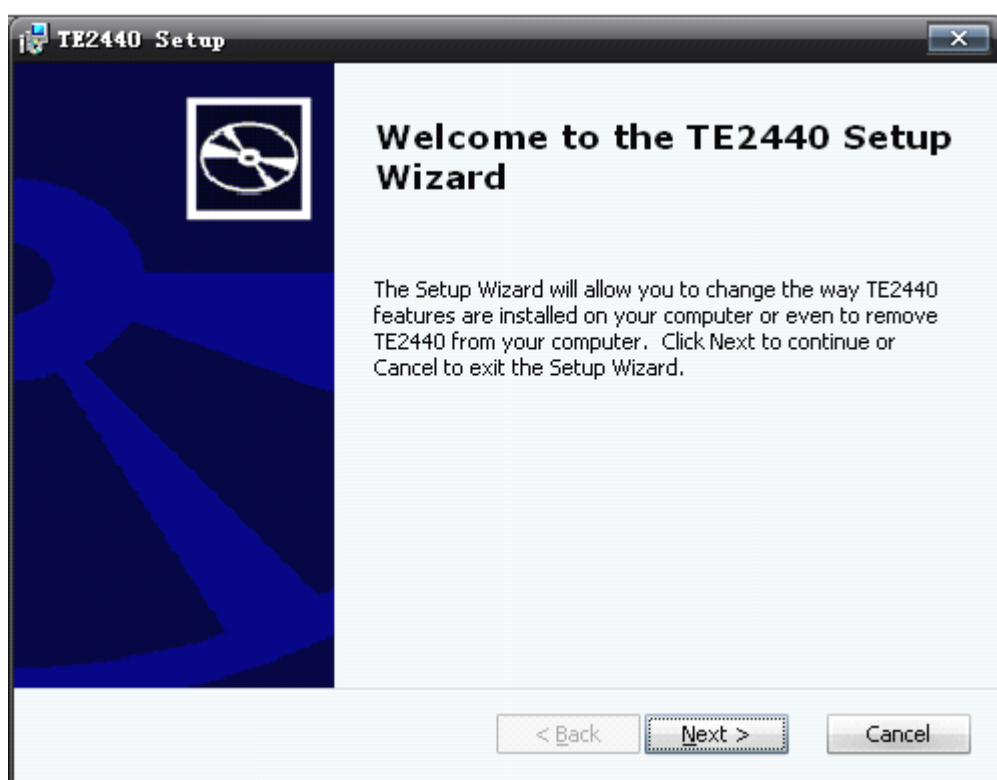 TE2440 Setup
Welcome to the TE2440 Setup
Wizard
The Setup Wizard will allow you to change the way TE2440
features are installed on your computer or even to remove
TE2440 from your computer.  Click Next to continue or
Cancel to exit the Setup Wizard.
< Back
Next >
Cancel